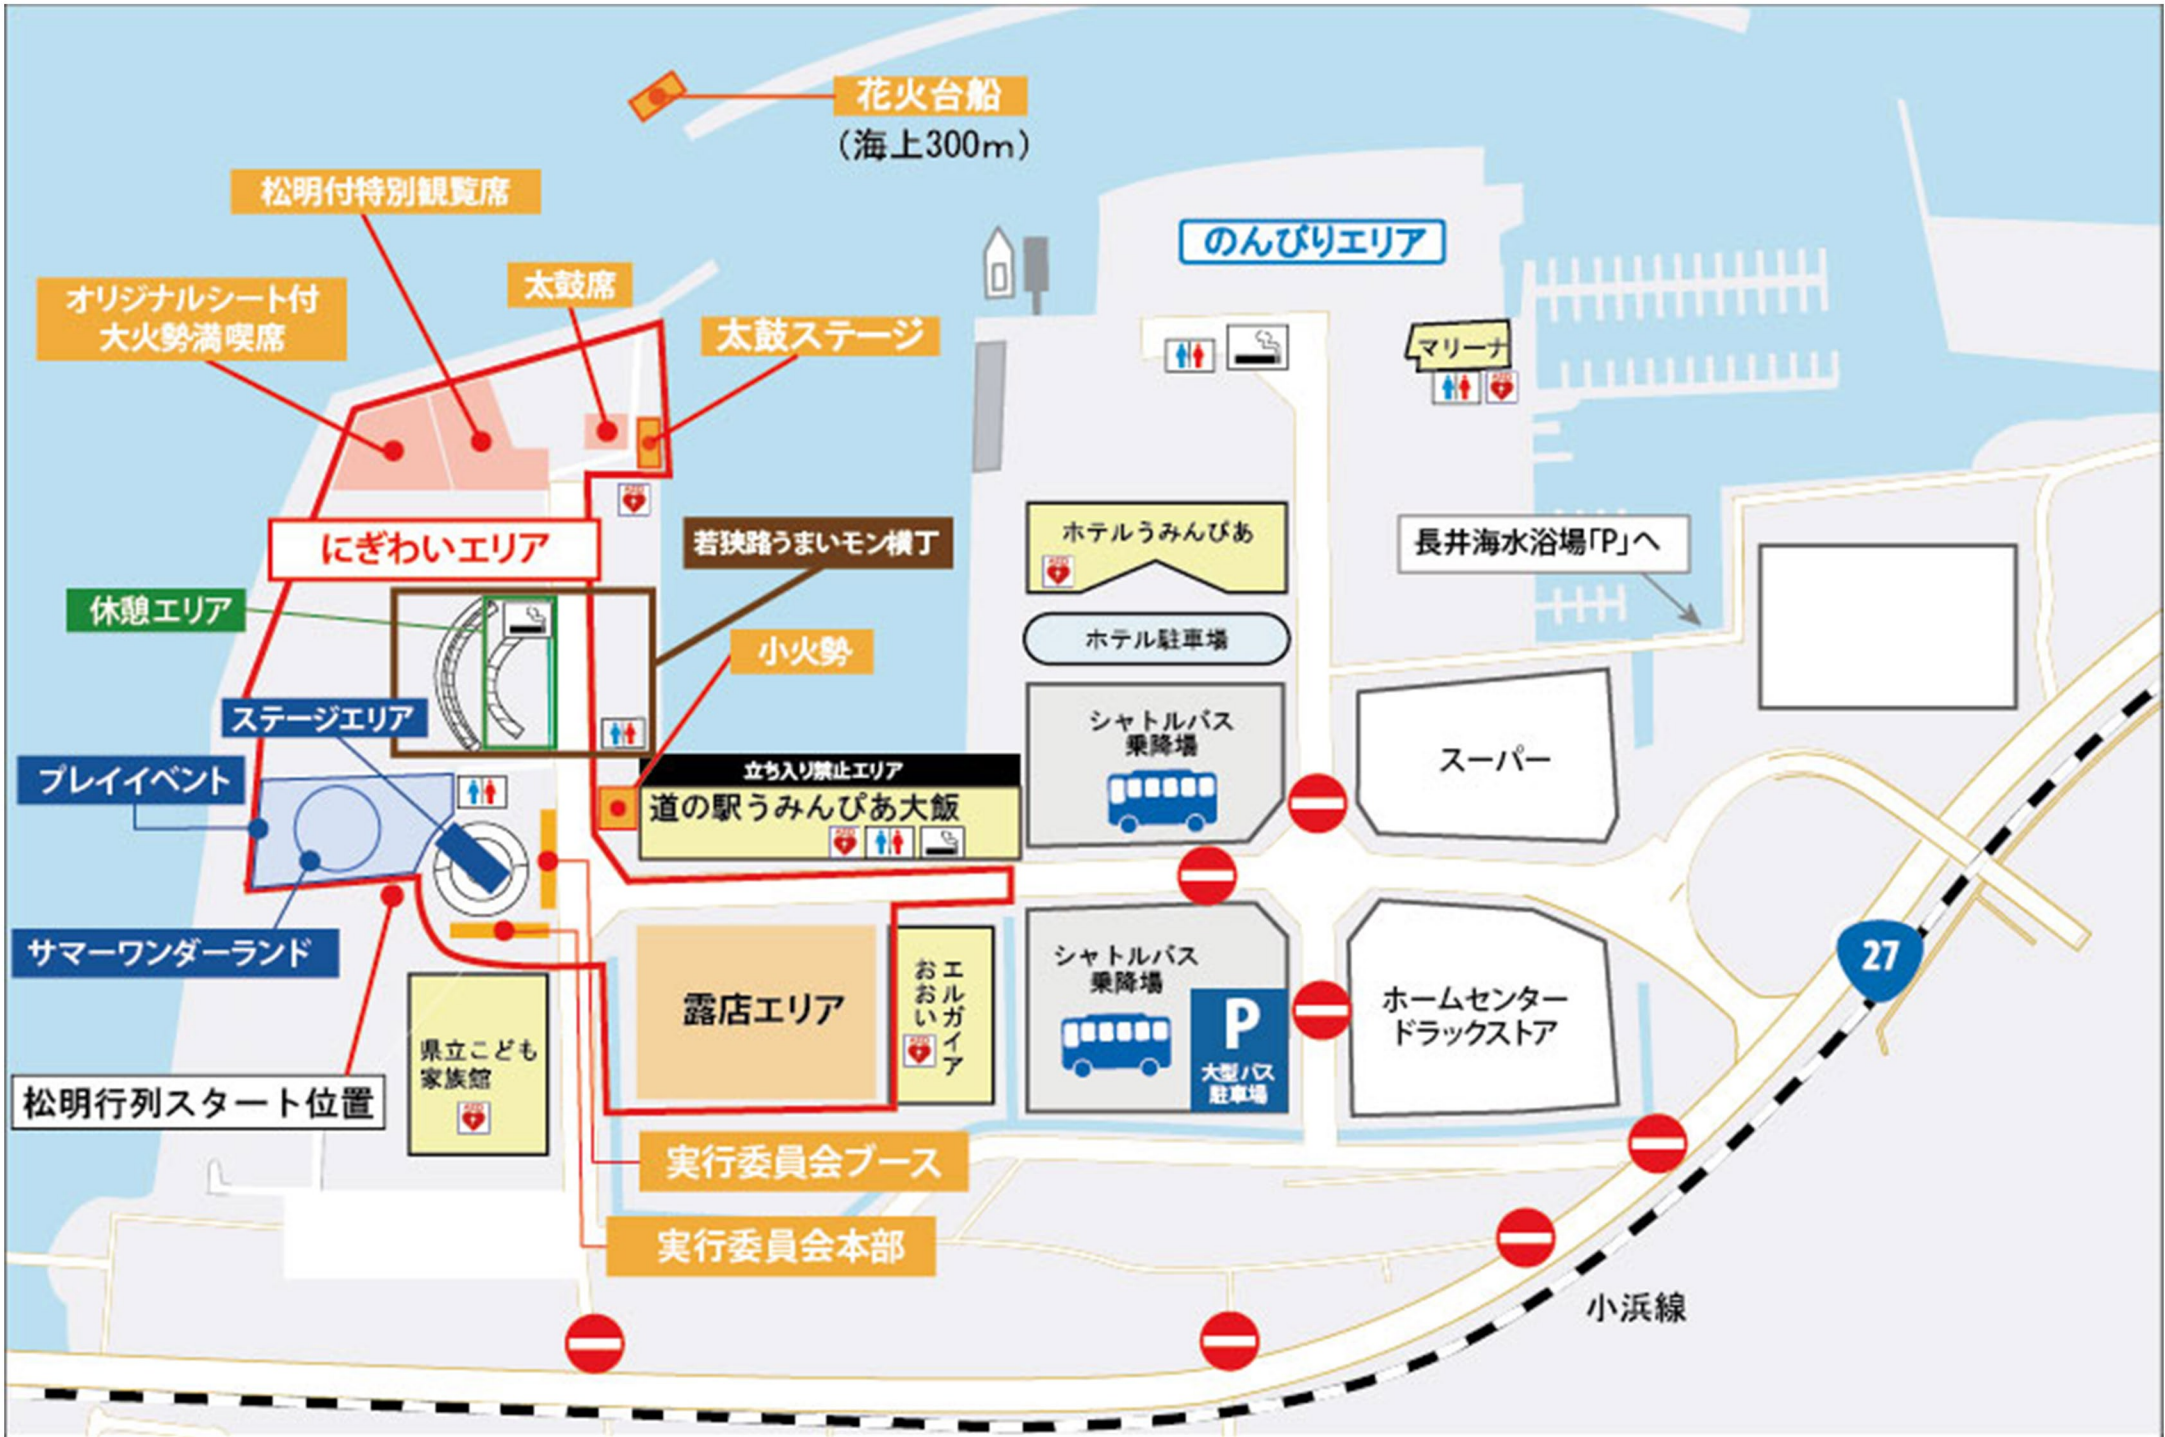 花火台船
（海上300m）
松明付特別観覧席
のんびりエリア
太鼓席
オリジナルシート付
大火勢満喫席
太鼓ステージ
マリーナ
にぎわいエリア
若狭路うまいモン横丁
ホテルうみんぴあ
長井海水浴場「P」へ
休憩エリア
ホテル駐車場
小火勢
ステージエリア
シャトルバス
乗降場
スーパー
プレイイベント
立ち入り禁止エリア
道の駅うみんぴあ大飯
サマーワンダーランド
露店エリア
エルガイア
おおい
シャトルバス
乗降場
P
大型バス
駐車場
ホームセンター
ドラックストア
27
県立こども
家族館
松明行列スタート位置
実行委員会ブース
実行委員会本部
小浜線